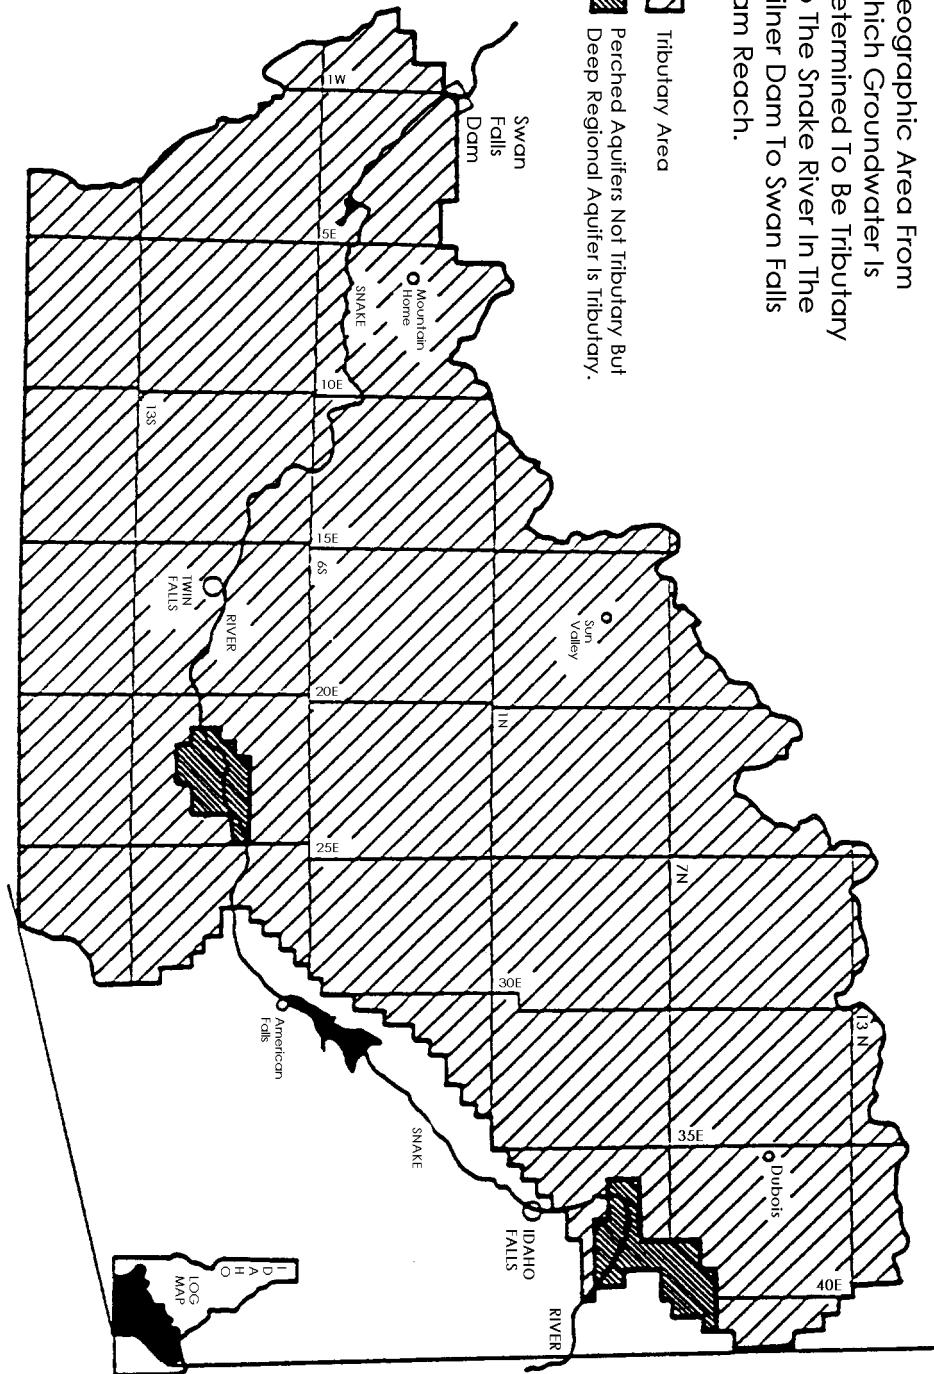 eographic Area From
hich Groundwater Is
etermined To Be Tributary
o The Snake River In The
ilner Dam To Swan Falls
am Reach.
Tributary Area
Perched Aquifers Not Tributary But
Deep Regional Aquifer Is Tributary.
Swan
Falls
Dam
1W
5E
Mountain
Home
SNAKE
10E
13S
15E
6S
TWIN
FALLS
RIVER
Sun
Valley
20E
1N
25E
7N
30E
13 N
American
Falls
SNAKE
35E
Dubois
IDAHO
FALLS
40E
RIVER
IDAHO
LOG
MAP